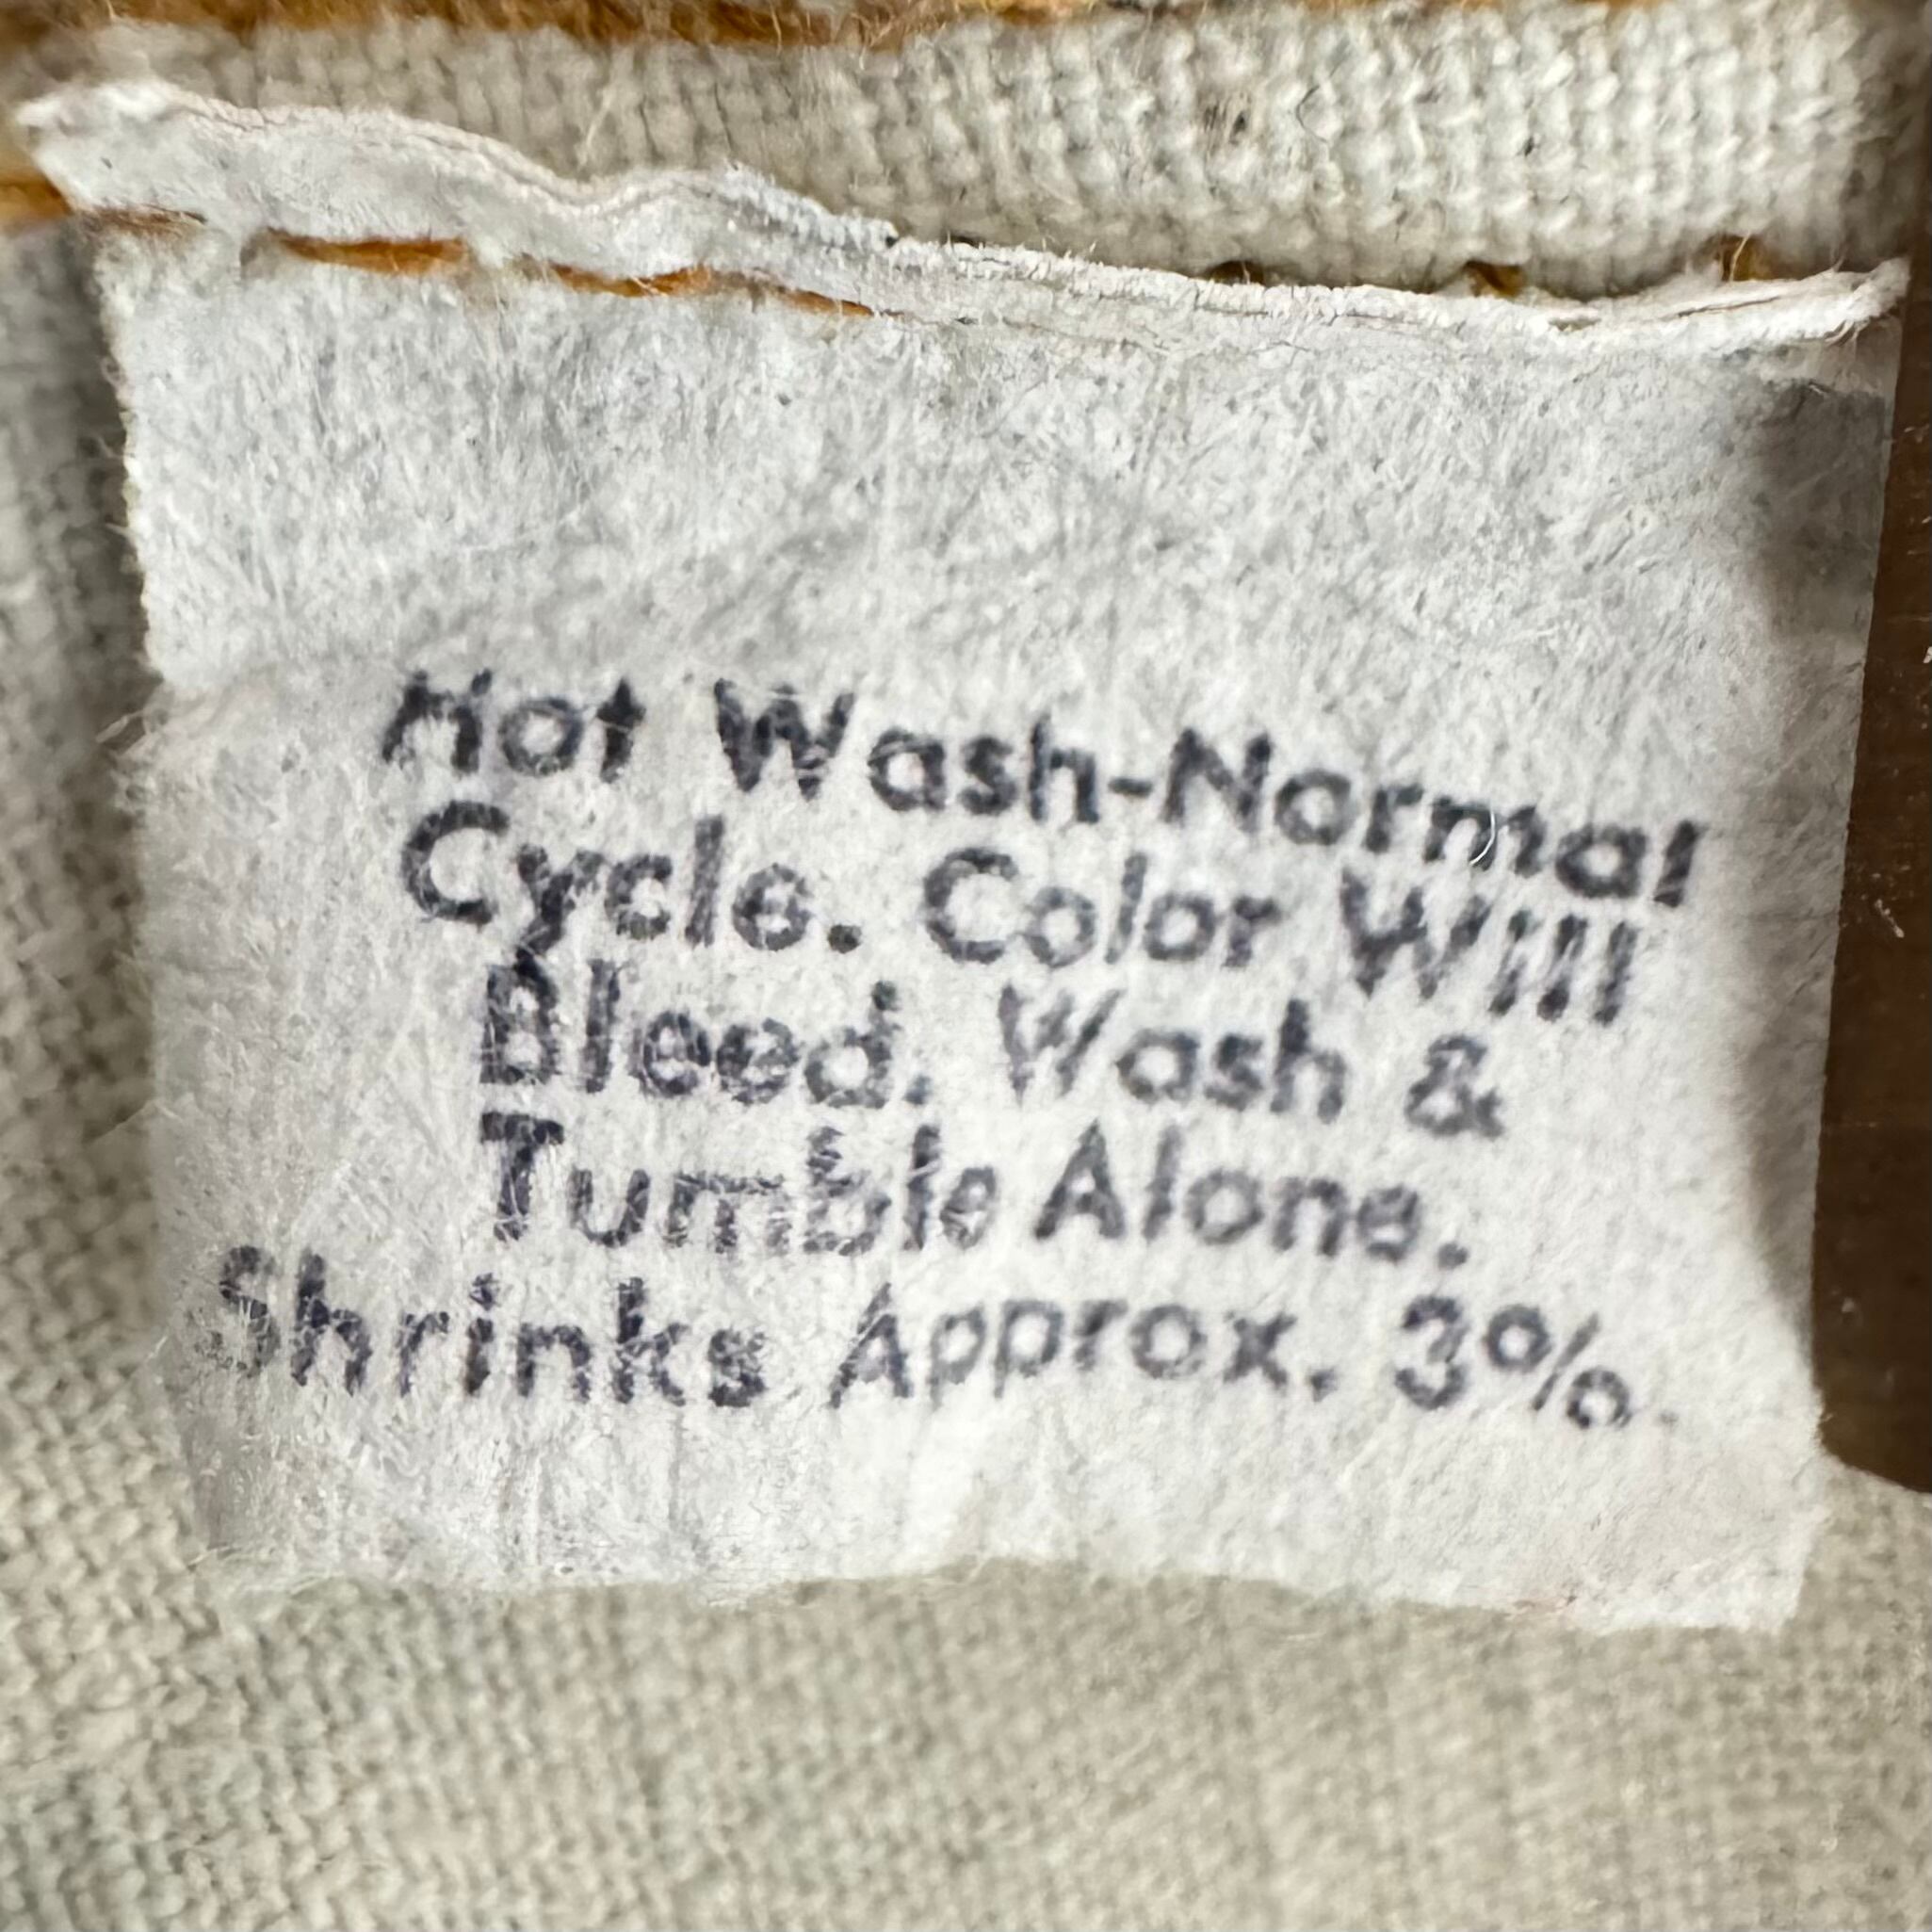 Hot Wash-Normal
Cycle. Color Will
Bleed. Wash &
Tumble Alone.
Shrinks Approx. 3%